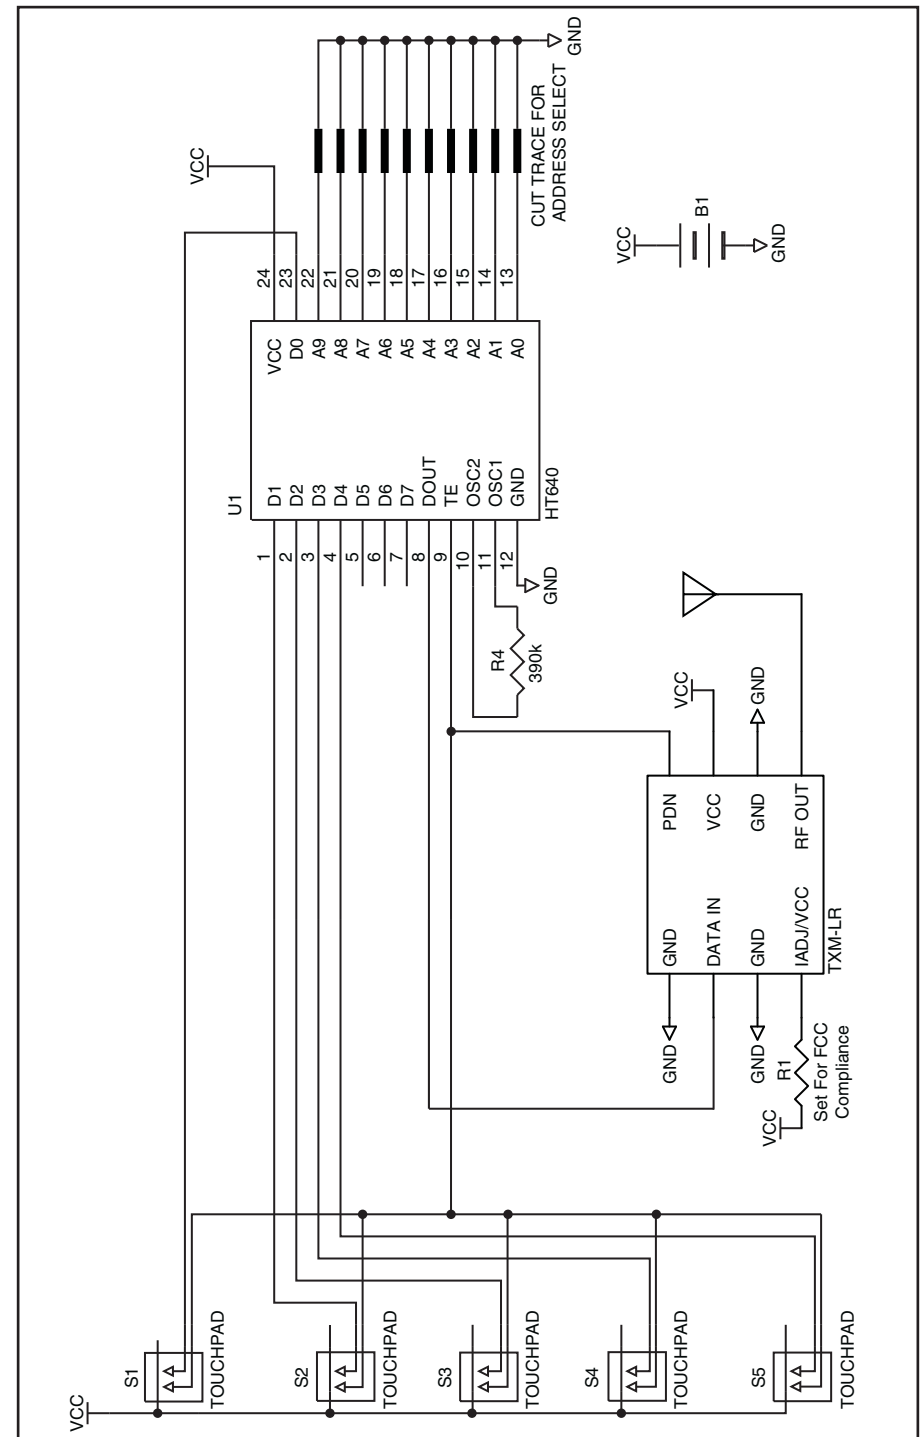 VCC
GND
CUT TRACE FOR
ADDRESS SELECT
VCC
B1
GND
24
23
22
21
20
19
18
17
16
15
14
13
VCC
D0
A9
A8
A7
A6
A5
A4
A3
A2
A1
A0
U1
D1
D2
D3
D4
D5
D6
D7
DOUT
TE
OSC2
OSC1
GND
HT640
1
2
3
4
5
6
7
8
9
10
11
12
GND
R4
390k
VCC
GND
PDN
VCC
GND
RF OUT
GND
DATA IN
GND
IADJ/VCC
TXM-LR
GND
GND
R1
VCC
Set For FCC
Compliance
S1
TOUCHPAD
S2
TOUCHPAD
S3
TOUCHPAD
S4
TOUCHPAD
S5
TOUCHPAD
VCC